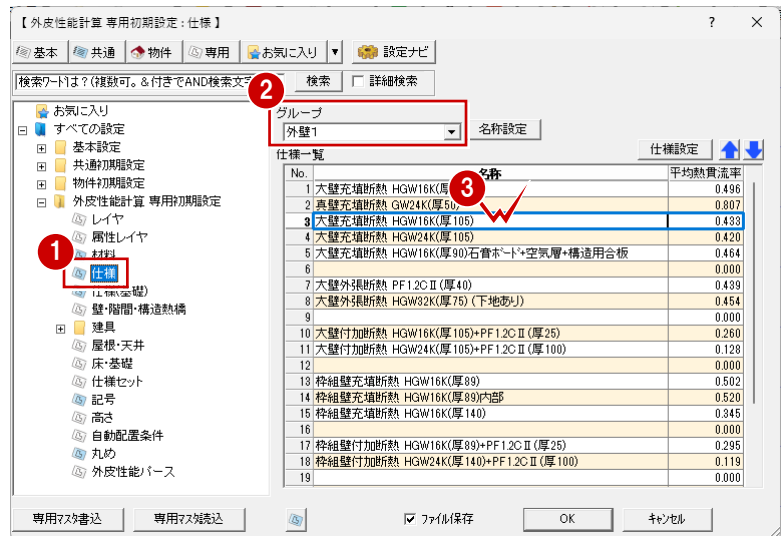 【 外皮性能計算 専用初期設定 : 仕様 】
基本 共通 物件 専用 お気に入り 設定ナビ
検索 詳細検索
2
お気に入り
すべての設定
基本設定
共通初期設定
物件初期設定
外皮性能計算 専用初期設定
レイヤ
属性レイヤ
1
材料
仕様
仕様(基礎)
壁・階間・構造熱橋
建具
屋根・天井
床・基礎
仕様セット
記号
高さ
自動配置条件
丸め
外皮性能パース
グループ
外壁1 名称設定
仕様一覧 仕様設定
No. 名称 平均熱貫流率
3
1 大壁充填断熱 HGW16K(厚 0.496
2 真壁充填断熱 GW24K(厚50) 0.807
3 大壁充填断熱 HGW16K(厚105) 0.433
4 大壁充填断熱 HGW24K(厚105) 0.420
5 大壁充填断熱 HGW16K(厚90)石膏ボード+空気層+構造用合板 0.464
6 0.000
7 大壁外張断熱 PF1.2CⅡ(厚40) 0.439
8 大壁外張断熱 HGW32K(厚75) (下地あり) 0.454
9 0.000
10 大壁付加断熱 HGW16K(厚105)+PF1.2CⅡ(厚25) 0.260
11 大壁付加断熱 HGW24K(厚105)+PF1.2CⅡ(厚100) 0.128
12 0.000
13 枠組壁充填断熱 HGW16K(厚89) 0.502
14 枠組壁充填断熱 HGW16K(厚89)内部 0.520
15 枠組壁充填断熱 HGW16K(厚140) 0.345
16 0.000
17 枠組壁付加断熱 HGW16K(厚89)+PF1.2CⅡ(厚25) 0.295
18 枠組壁付加断熱 HGW24K(厚140)+PF1.2CⅡ(厚100) 0.119
19 0.000
専用マスタ書込 専用マスタ読込 ファイル保存 OK キャンセル